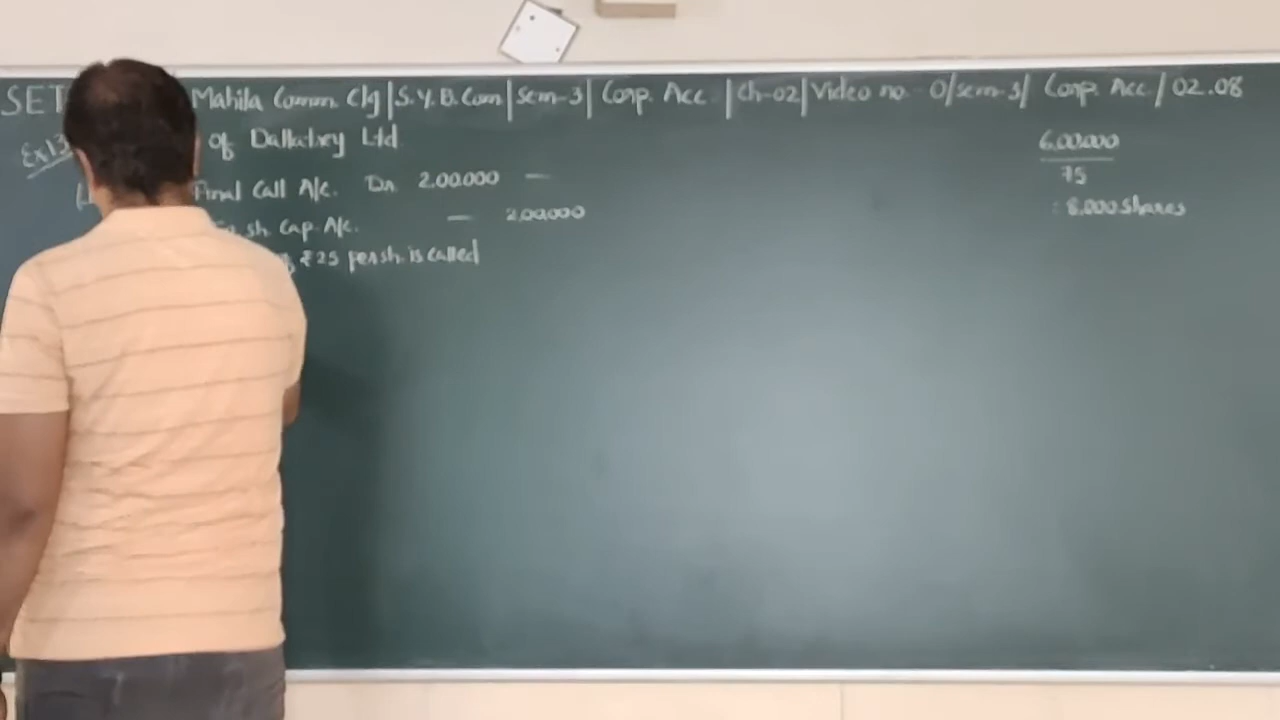 SET Mahila Comm. Clg | S.Y.B.Com | Sem-3 | Corp. Acc | Ch-02 | Video no. 0/sem-3/ Corp. Acc / 02.08
Ex 13 of Ltd.
Final Call A/c. Dr. 2,00,000 —
sh. Cap. A/c. — 2,00,000
₹25 per sh. is called
6,00,000
75
: 8,000 shares